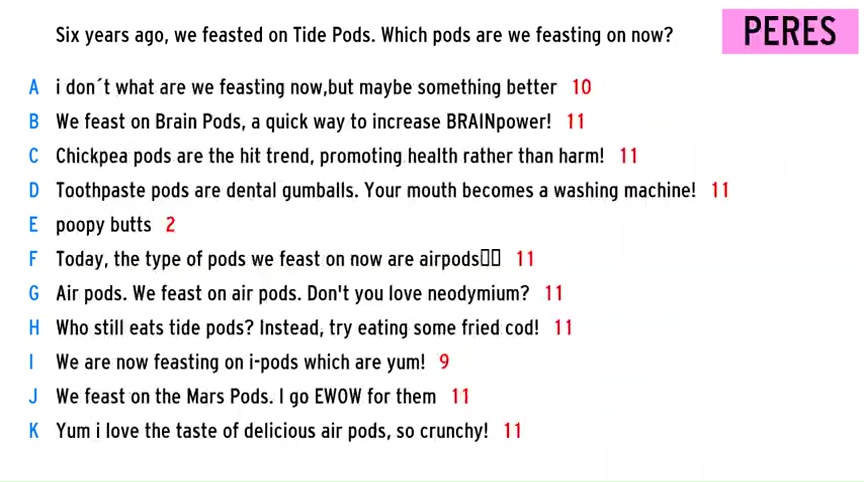 Six years ago, we feasted on Tide Pods. Which pods are we feasting on now?
PERES
A i don´t what are we feasting now,but maybe something better 10
B We feast on Brain Pods, a quick way to increase BRAINpower! 11
C Chickpea pods are the hit trend, promoting health rather than harm! 11
D Toothpaste pods are dental gumballs. Your mouth becomes a washing machine! 11
E poopy butts 2
F Today, the type of pods we feast on now are airpods▯▯ 11
G Air pods. We feast on air pods. Don't you love neodymium? 11
H Who still eats tide pods? Instead, try eating some fried cod! 11
I We are now feasting on i-pods which are yum! 9
J We feast on the Mars Pods. I go EWOW for them 11
K Yum i love the taste of delicious air pods, so crunchy! 11